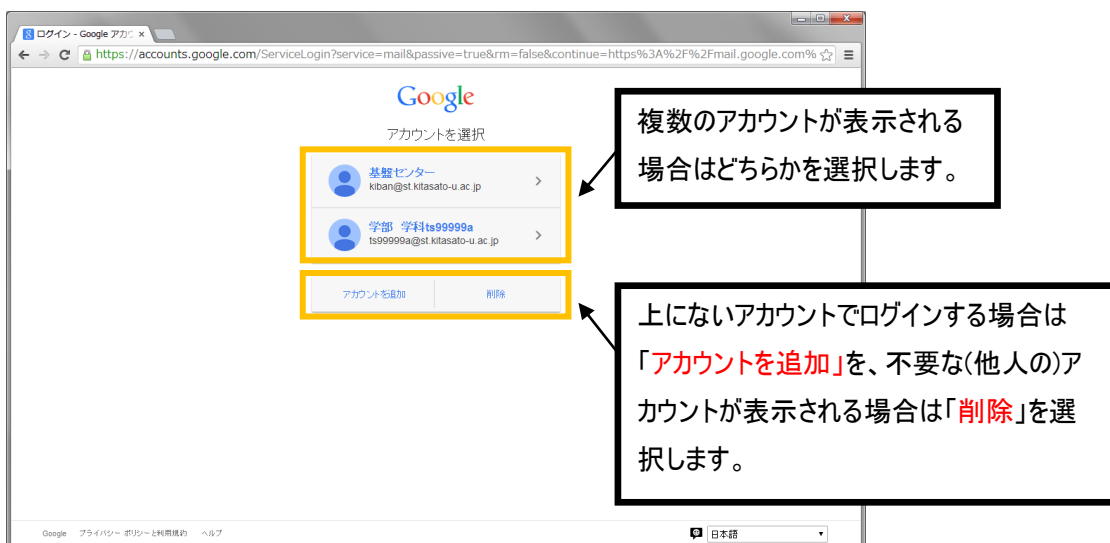 ログイン - Google アカウ ×
https://accounts.google.com/ServiceLogin?service=mail&passive=true&rm=false&continue=https%3A%2F%2Fmail.google.com%
Google
アカウントを選択
基盤センター
kiban@st.kitasato-u.ac.jp
学部 学科ts99999a
ts99999a@st.kitasato-u.ac.jp
アカウントを追加 削除
複数のアカウントが表示される
場合はどちらかを選択します。
上にないアカウントでログインする場合は
「アカウントを追加」を、不要な(他人の)ア
カウントが表示される場合は「削除」を選
択します。
Google プライバシー ポリシーと利用規約 ヘルプ
日本語